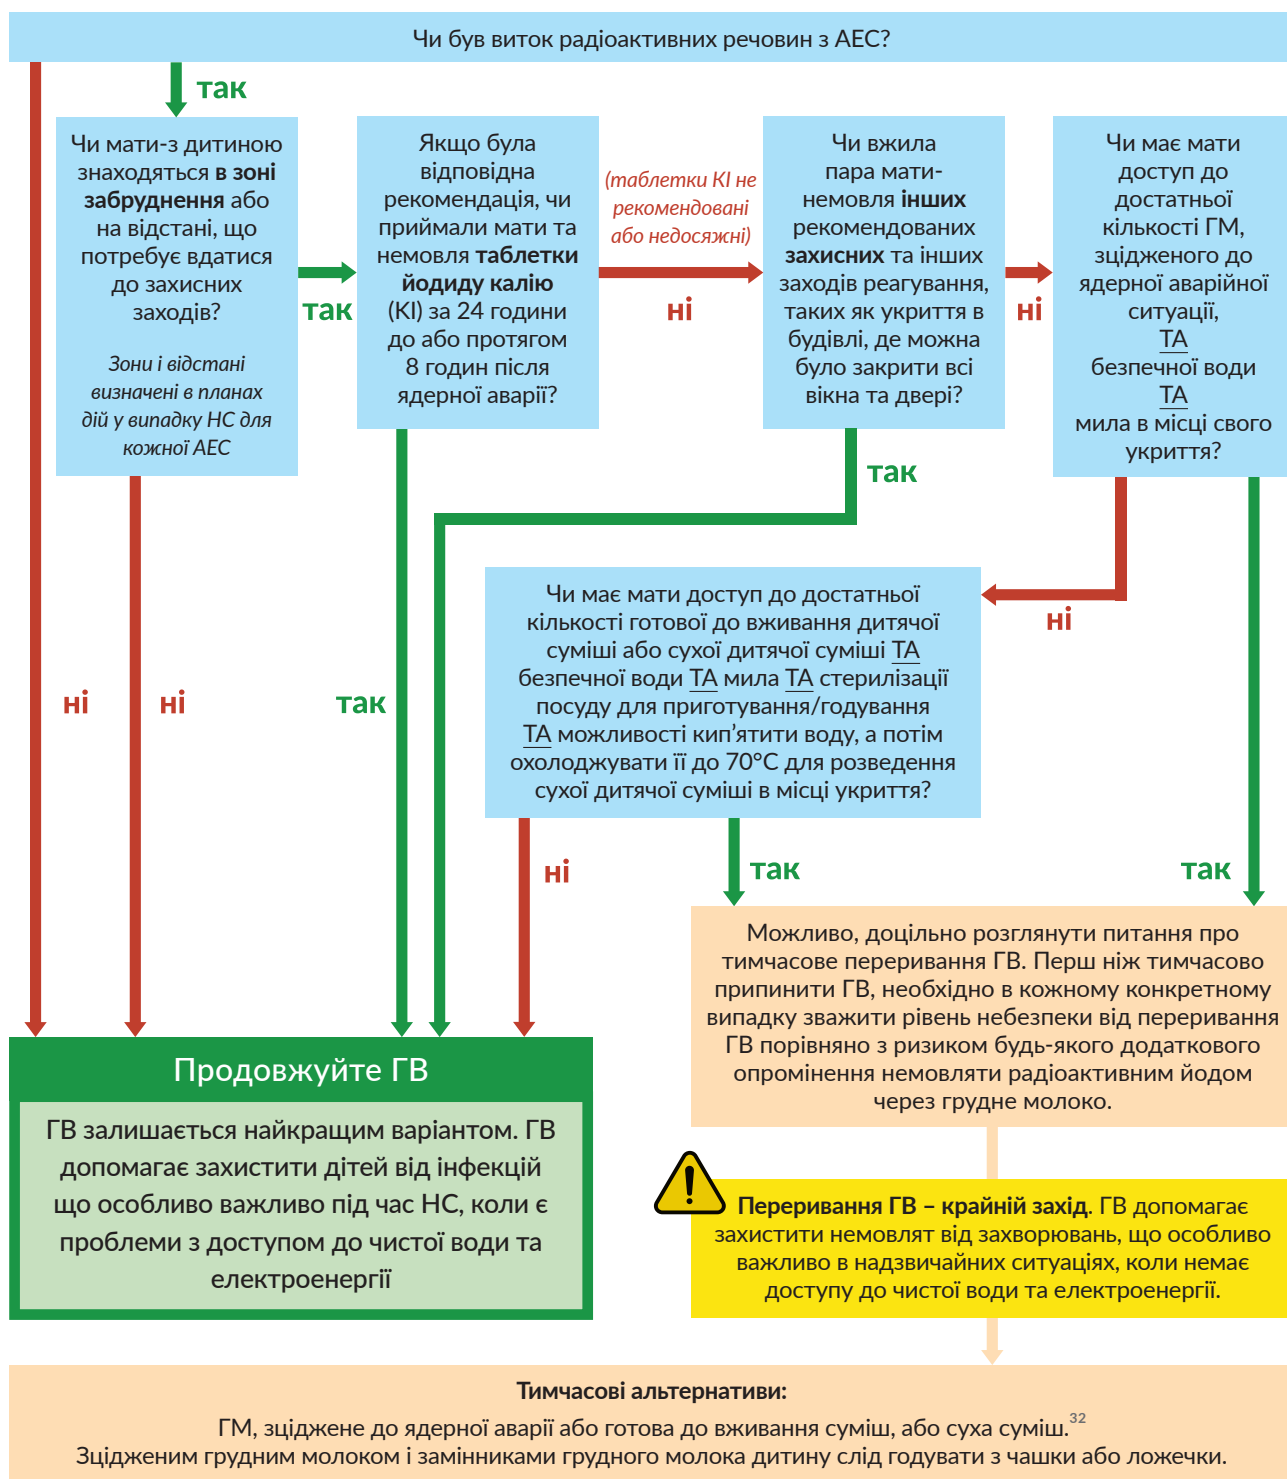 Чи був виток радіоактивних речовин з АЕС?
так
Чи мати-з дитиною
знаходяться в зоні
забруднення або
на відстані, що
потребує вдатися
до захисних
заходів?
Зони і відстані
визначені в планах
дій у випадку НС для
кожної АЕС
так
Якщо була
відповідна
рекомендація, чи
приймали мати та
немовля таблетки
йодиду калію
(KI) за 24 години
до або протягом
8 годин після
ядерної аварії?
(таблетки KI не
рекомендовані
або недосяжні)
ні
Чи вжила
пара мати-
немовля інших
рекомендованих
захисних та інших
заходів реагування,
таких як укриття в
будівлі, де можна
було закрити всі
вікна та двері?
ні
Чи має мати
доступ до
достатньої
кількості ГМ,
зцідженого до
ядерної аварійної
ситуації,
ТА
безпечної води
ТА
мила в місці свого
укриття?
так
ні
Чи має мати доступ до достатньої
кількості готової до вживання дитячої
суміші або сухої дитячої суміші ТА
безпечної води ТА мила ТА стерилізації
посуду для приготування/годування
ТА можливості кип’ятити воду, а потім
охолоджувати її до 70°C для розведення
сухої дитячої суміші в місці укриття?
ні
ні
так
ні
так
так
Можливо, доцільно розглянути питання про
тимчасове переривання ГВ. Перш ніж тимчасово
припинити ГВ, необхідно в кожному конкретному
випадку зважити рівень небезпеки від переривання
ГВ порівняно з ризиком будь-якого додаткового
опромінення немовляти радіоактивним йодом
через грудне молоко.
Продовжуйте ГВ
ГВ залишається найкращим варіантом. ГВ
допомагає захистити дітей від інфекцій
що особливо важливо під час НС, коли є
проблеми з доступом до чистої води та
електроенергії
Переривання ГВ – крайній захід. ГВ допомагає
захистити немовлят від захворювань, що особливо
важливо в надзвичайних ситуаціях, коли немає
доступу до чистої води та електроенергії.
Тимчасові альтернативи:
ГМ, зціджене до ядерної аварії або готова до вживання суміш, або суха суміш.32
Зцідженим грудним молоком і замінниками грудного молока дитину слід годувати з чашки або ложечки.